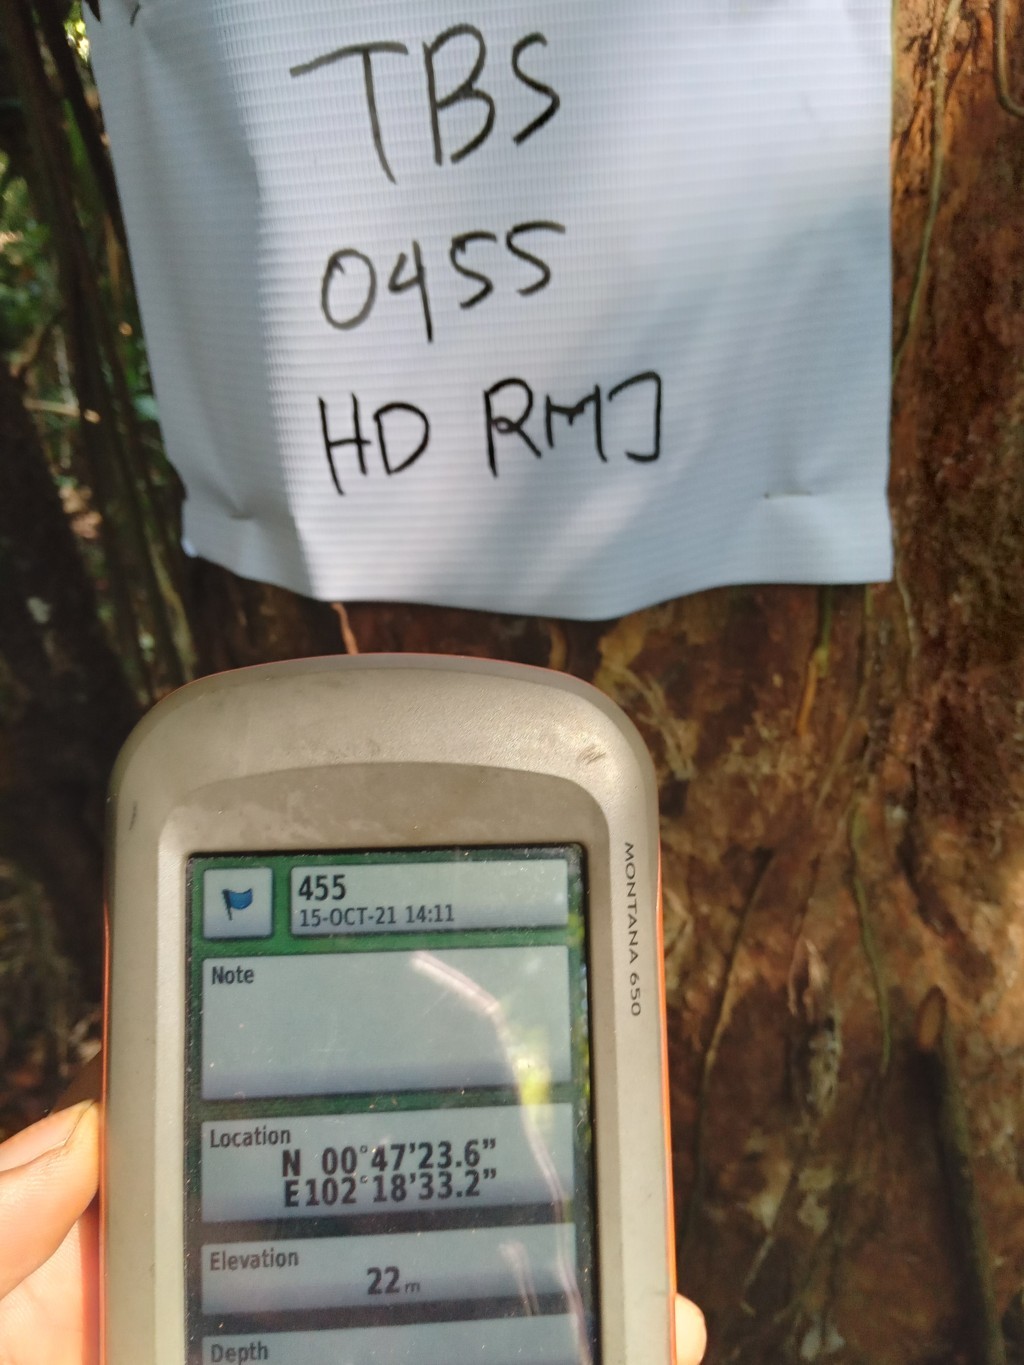 TBS
0455
HD RMJ
MONTANA 650
455
15-OCT-21 14:11
Note
Location
N 00°47'23.6"
E102°18'33.2"
Elevation
22 m
Depth